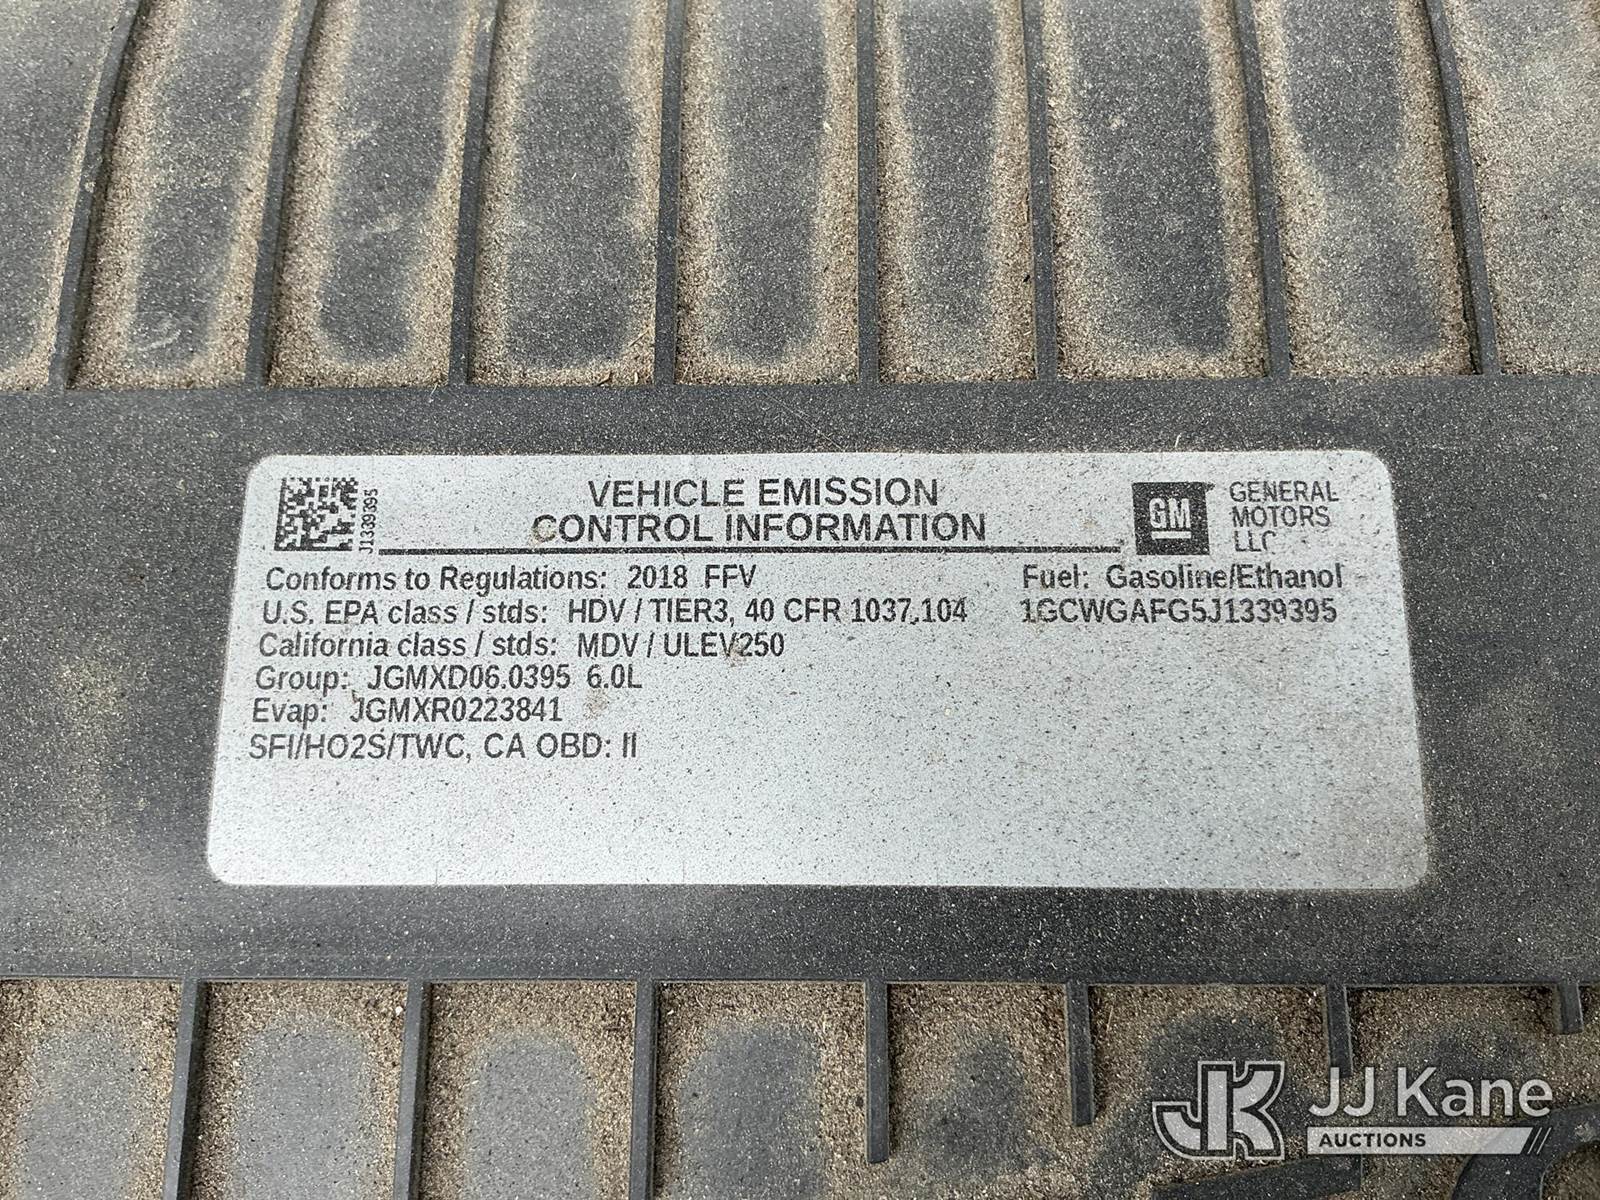 J1339395
VEHICLE EMISSION
CONTROL INFORMATION
GM
GENERAL
MOTORS
LLC
Conforms to Regulations: 2018 FFV
Fuel: Gasoline/Ethanol
U.S. EPA class / stds: HDV / TIER3, 40 CFR 1037.104
1GCWGAFG5J1339395
California class / stds: MDV / ULEV250
Group: JGMXD06.0395 6.0L
Evap: JGMXR0223841
SFI/HO2S/TWC, CA OBD: II
JK
JJ Kane
AUCTIONS